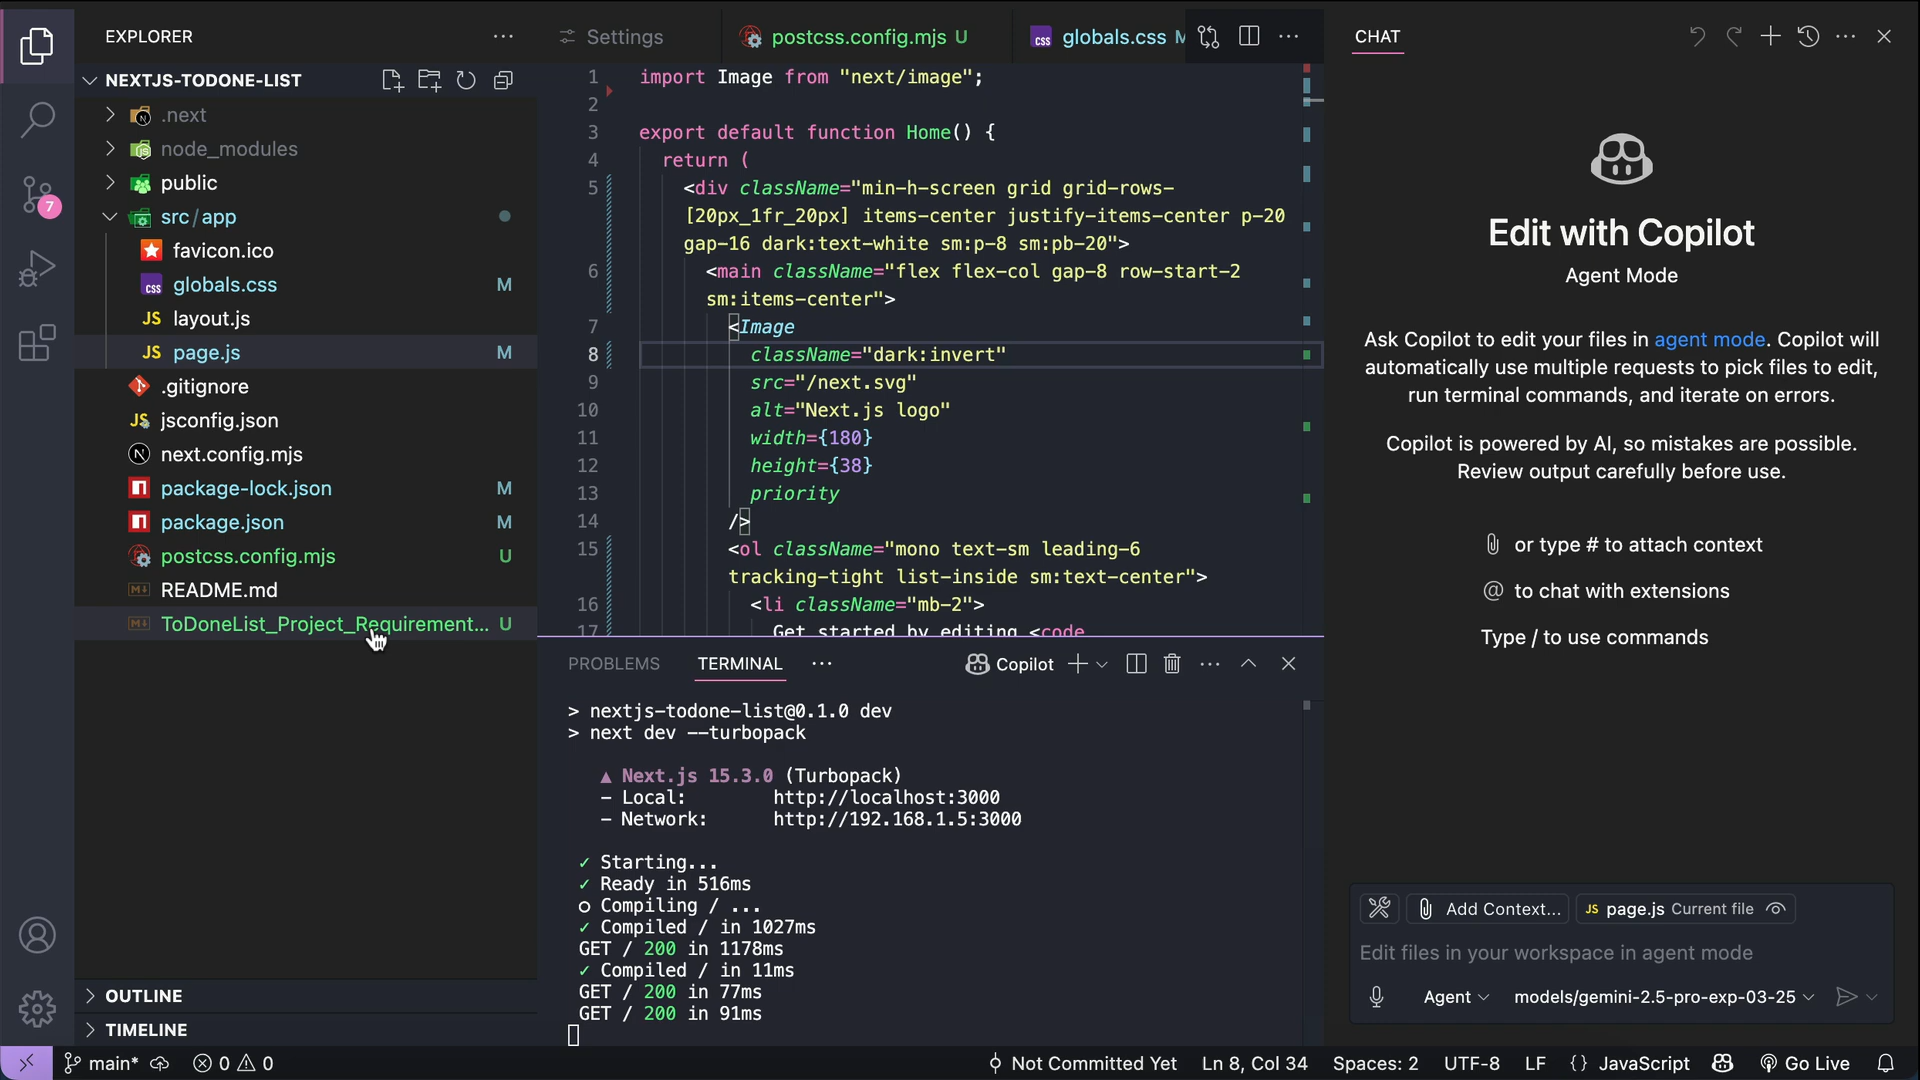 EXPLORER
NEXTJS-TODONE-LIST
.next
node_modules
public
src/app
favicon.ico
globals.css M
layout.js
page.js M
.gitignore
jsconfig.json
next.config.mjs
package-lock.json M
package.json M
postcss.config.mjs U
README.md
ToDoneList_Project_Requirement... U
OUTLINE
TIMELINE
7
Settings
postcss.config.mjs U
globals.css M
1 import Image from "next/image";
2
3 export default function Home() {
4 return (
5 <div className="min-h-screen grid grid-rows-
[20px_1fr_20px] items-center justify-items-center p-20
gap-16 dark:text-white sm:p-8 sm:pb-20">
6 <main className="flex flex-col gap-8 row-start-2
sm:items-center">
7 <Image
8 className="dark:invert"
9 src="/next.svg"
10 alt="Next.js logo"
11 width={180}
12 height={38}
13 priority
14 />
15 <ol className="mono text-sm leading-6
tracking-tight list-inside sm:text-center">
16 <li className="mb-2">
17 Get started by editing <code
PROBLEMS TERMINAL ...
Copilot
> nextjs-todone-list@0.1.0 dev
> next dev --turbopack
▲ Next.js 15.3.0 (Turbopack)
- Local: http://localhost:3000
- Network: http://192.168.1.5:3000
✓ Starting...
✓ Ready in 516ms
○ Compiling / ...
✓ Compiled / in 1027ms
GET / 200 in 1178ms
✓ Compiled / in 11ms
GET / 200 in 77ms
GET / 200 in 91ms
CHAT
Edit with Copilot
Agent Mode
Ask Copilot to edit your files in agent mode. Copilot will
automatically use multiple requests to pick files to edit,
run terminal commands, and iterate on errors.
Copilot is powered by AI, so mistakes are possible.
Review output carefully before use.
or type # to attach context
@ to chat with extensions
Type / to use commands
Add Context...
JS page.js Current file
Edit files in your workspace in agent mode
Agent models/gemini-2.5-pro-exp-03-25
main* 0 0 Not Committed Yet Ln 8, Col 34 Spaces: 2 UTF-8 LF {} JavaScript Go Live